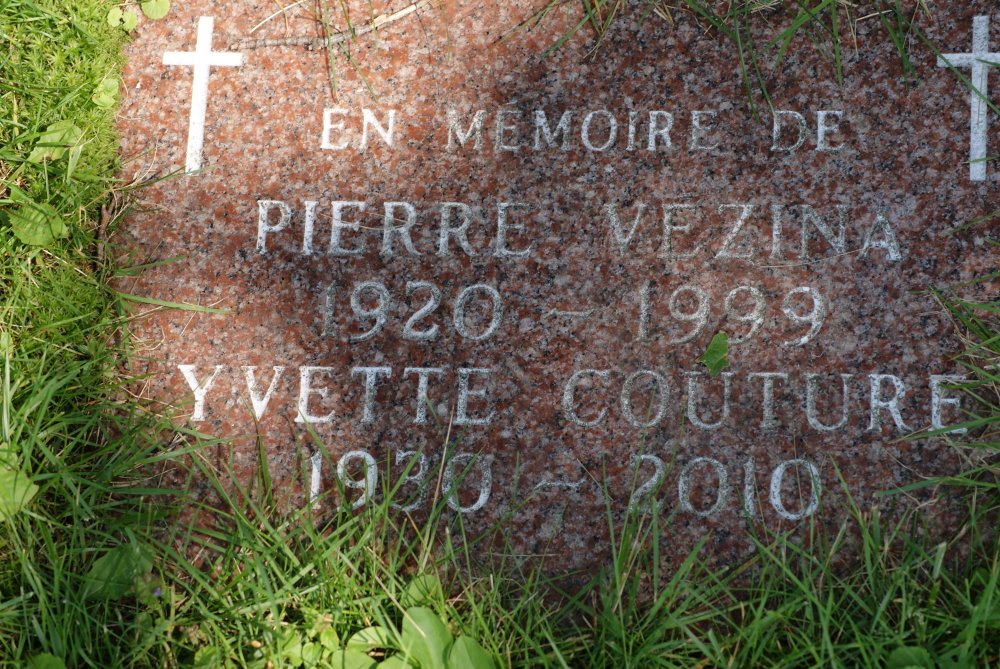 EN MÉMOIRE DE
PIERRE VEZINA
1920 – 1999
YVETTE COUTURE
1930 – 2010